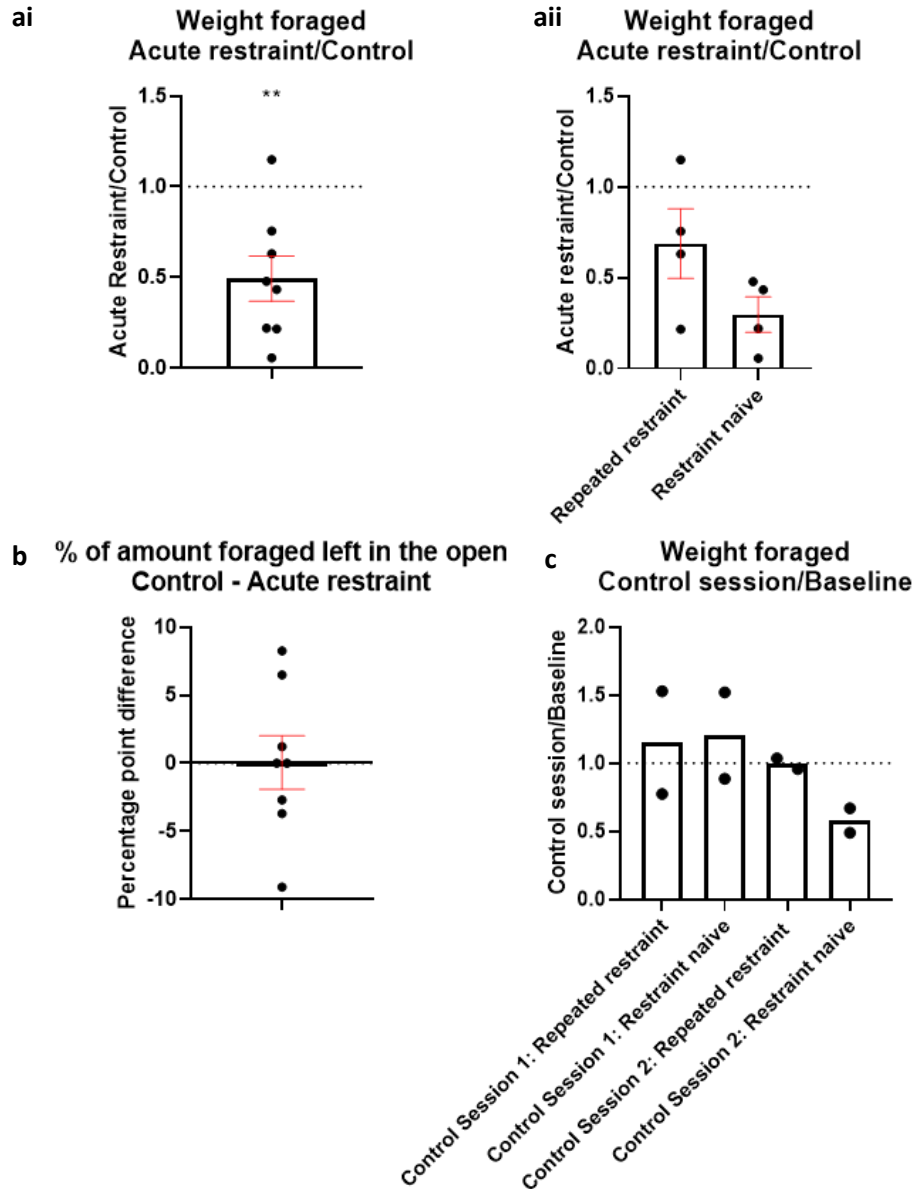 ai
Weight foraged
Acute restraint/Control
Acute Restraint/Control
1.5
1.0
0.5
0.0
**
aii
Weight foraged
Acute restraint/Control
Acute restraint/Control
1.5
1.0
0.5
0.0
Repeated restraint
Restraint naive
b
% of amount foraged left in the open
Control - Acute restraint
Percentage point difference
10
5
0
-5
-10
c
Weight foraged
Control session/Baseline
Control session/Baseline
2.0
1.5
1.0
0.5
0.0
Control Session 1: Repeated restraint
Control Session 1: Restraint naive
Control Session 2: Repeated restraint
Control Session 2: Restraint naive